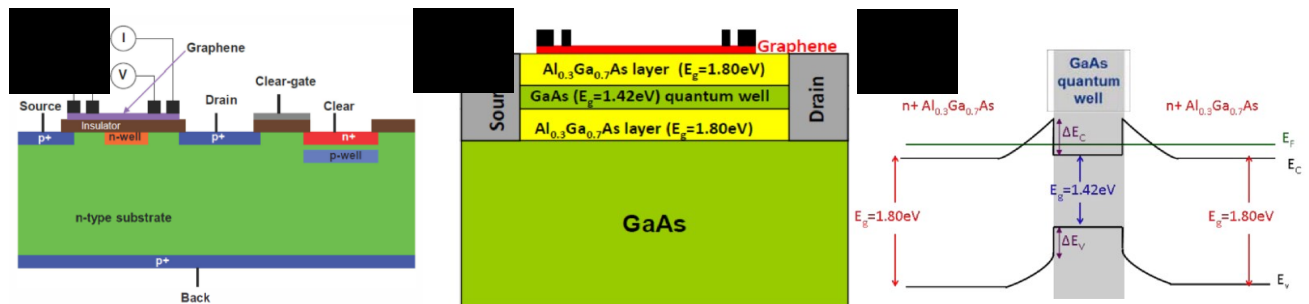 I
Graphene
V
Clear-gate
Source
Drain
Clear
Insulator
p+
n-well
p+
n+
p-well
n-type substrate
p+
Back
Graphene
Al0.3Ga0.7As layer (Eg=1.80eV)
GaAs (Eg=1.42eV) quantum well
Al0.3Ga0.7As layer (Eg=1.80eV)
Drain
GaAs
GaAs
quantum
well
n+ Al0.3Ga0.7As
n+ Al0.3Ga0.7As
ΔEC
EF
EC
Eg=1.42eV
Eg=1.80eV
Eg=1.80eV
ΔEV
Ev